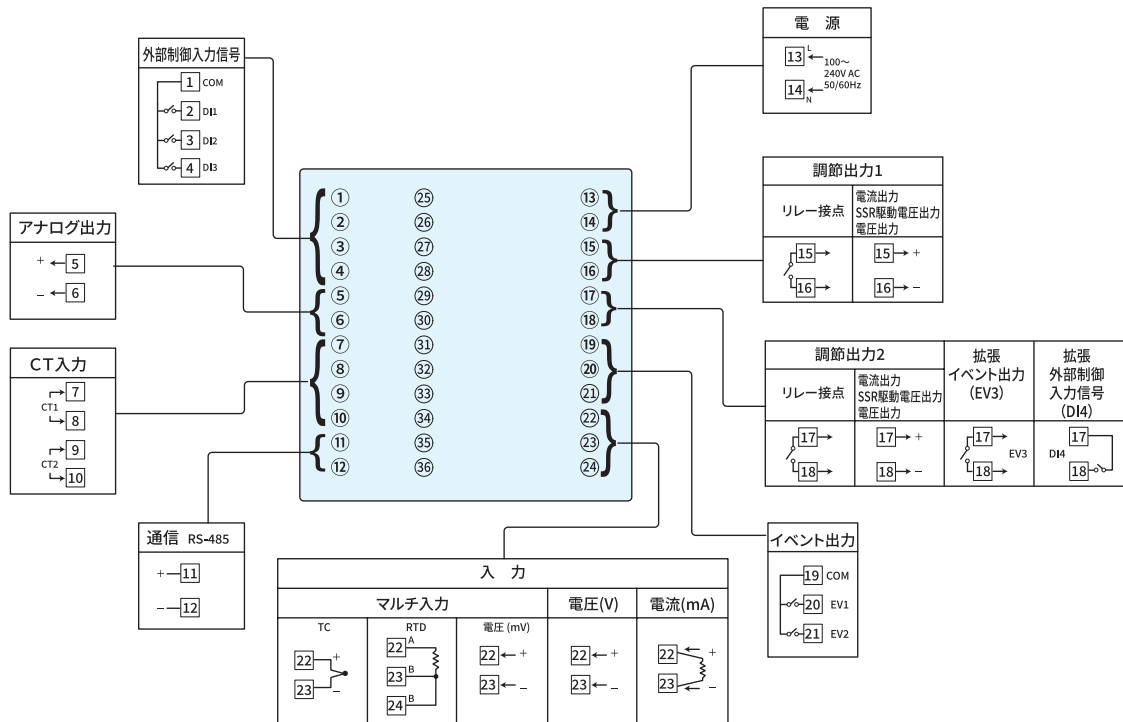 外部制御入力信号
1 COM
2 DI1
3 DI2
4 DI3
アナログ出力
+ 5
− 6
CT入力
7
CT1
8
9
CT2
10
通信 RS-485
+ 11
− 12
① ㉕ ⑬
② ㉖ ⑭
③ ㉗ ⑮
④ ㉘ ⑯
⑤ ㉙ ⑰
⑥ ㉚ ⑱
⑦ ㉛ ⑲
⑧ ㉜ ⑳
⑨ ㉝ ㉑
⑩ ㉞ ㉒
⑪ ㉟ ㉓
⑫ ㊱ ㉔
電 源
13 L
100～
240V AC
50/60Hz
14 N
調節出力1
リレー接点
電流出力
SSR駆動電圧出力
電圧出力
15 15 +
16 16 −
調節出力2
リレー接点
電流出力
SSR駆動電圧出力
電圧出力
拡張
イベント出力
(EV3)
拡張
外部制御
入力信号
(DI4)
17 17 + 17 17
EV3 DI4
18 18 − 18 18
イベント出力
19 COM
20 EV1
21 EV2
入 力
マルチ入力 電圧(V) 電流(mA)
TC RTD 電圧 (mV)
22 + 22 A 22 + 22 + 22 +
23 − 23 B 23 − 23 − 23 −
24 B